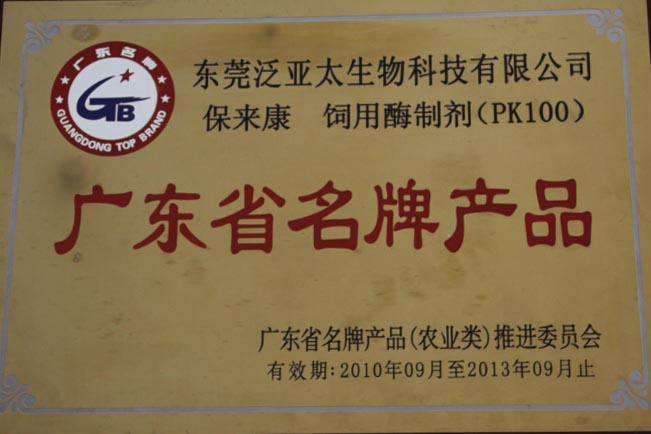 广东名牌
GTB
GUANGDONG TOP BRAND
东莞泛亚太生物科技有限公司
保来康 饲用酶制剂(PK100)
广东省名牌产品
广东省名牌产品(农业类)推进委员会
有效期:2010年09月至2013年09月止